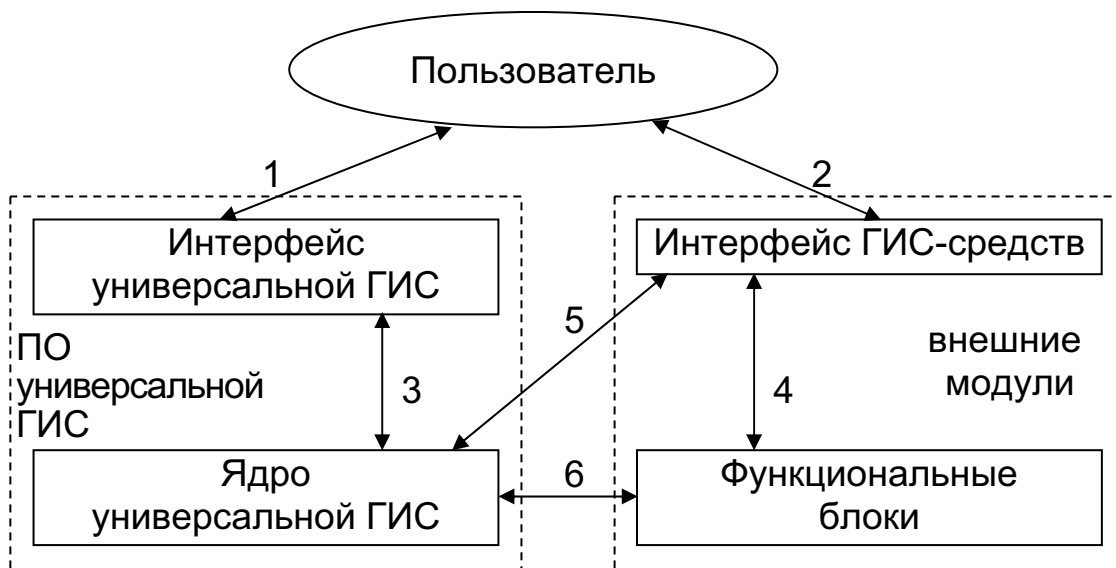 Пользователь
1
2
Интерфейс
универсальной ГИС
Интерфейс ГИС-средств
5
ПО
универсальной
ГИС
3
4
внешние
модули
Ядро
универсальной ГИС
6
Функциональные
блоки